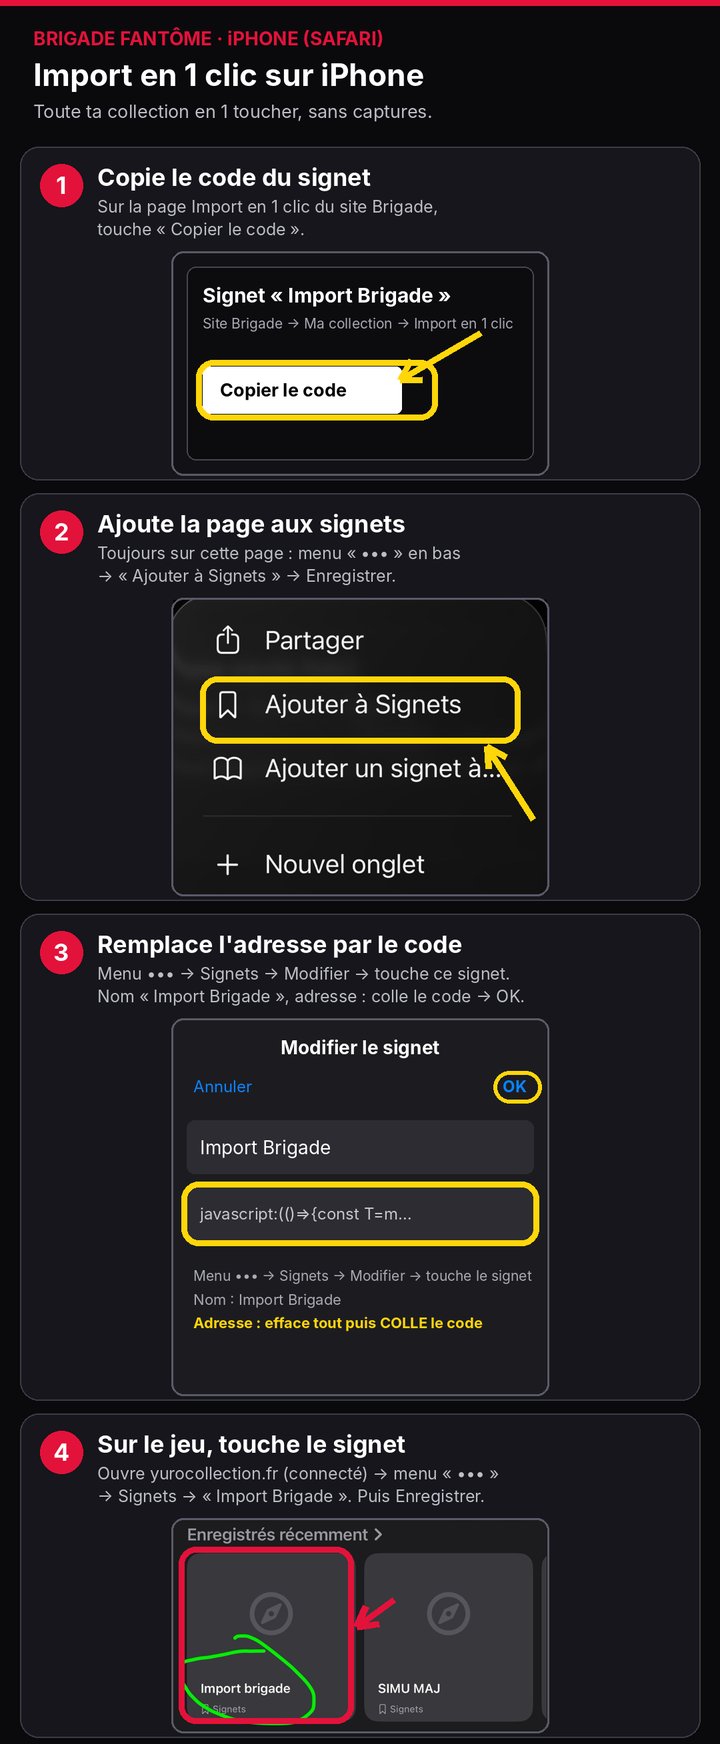 BRIGADE FANTÔME · iPHONE (SAFARI)
Import en 1 clic sur iPhone
Toute ta collection en 1 toucher, sans captures.
1
Copie le code du signet
Sur la page Import en 1 clic du site Brigade,
touche « Copier le code ».
Signet « Import Brigade »
Site Brigade → Ma collection → Import en 1 clic
Copier le code
2
Ajoute la page aux signets
Toujours sur cette page : menu « ••• » en bas
→ « Ajouter à Signets » → Enregistrer.
Partager
Ajouter à Signets
Ajouter un signet à...
Nouvel onglet
3
Remplace l'adresse par le code
Menu ••• → Signets → Modifier → touche ce signet.
Nom « Import Brigade », adresse : colle le code → OK.
Modifier le signet
Annuler
OK
Import Brigade
javascript:(()=>{const T=m...
Menu ••• → Signets → Modifier → touche le signet
Nom : Import Brigade
Adresse : efface tout puis COLLE le code
4
Sur le jeu, touche le signet
Ouvre yurocollection.fr (connecté) → menu « ••• »
→ Signets → « Import Brigade ». Puis Enregistrer.
Enregistrés récemment >
Import brigade
Signets
SIMU MAJ
Signets